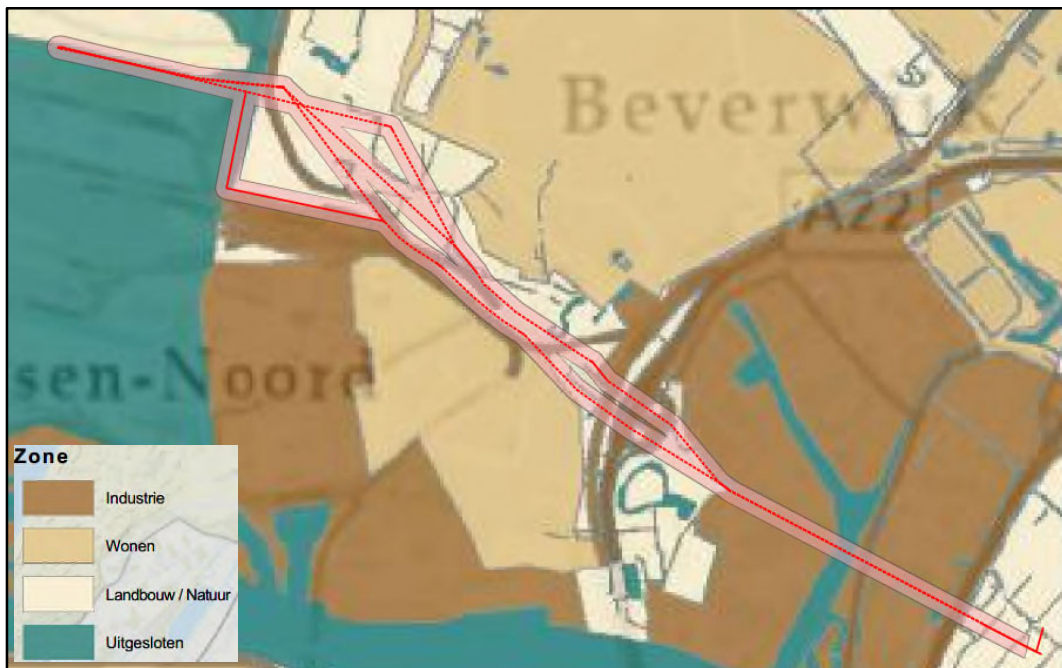 Beverwijk
A22
sen-Noord
Zone
Industrie
Wonen
Landbouw / Natuur
Uitgesloten